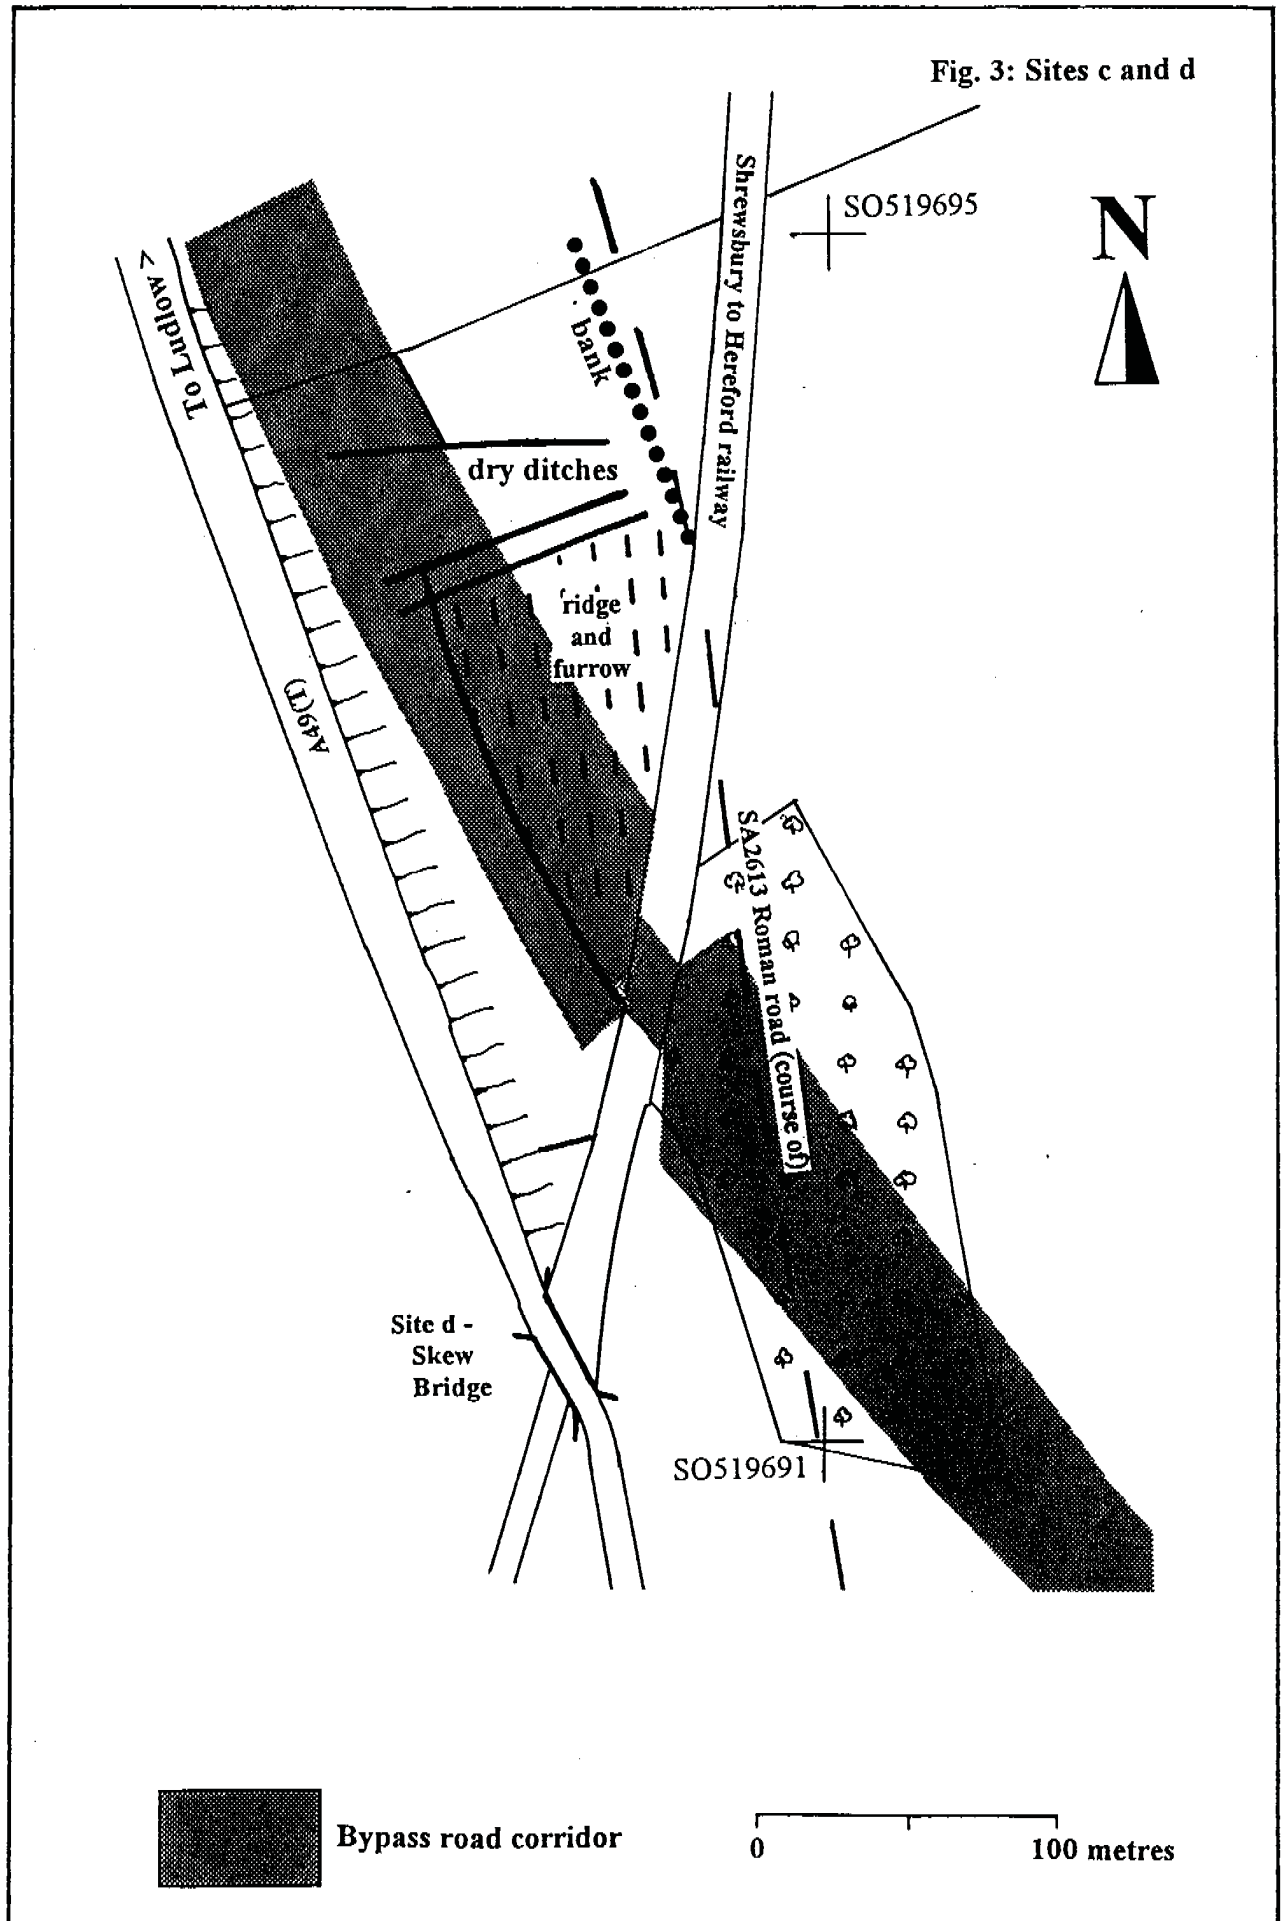 Fig. 3: Sites c and d
SO519695
N
Shrewsbury to Hereford railway
To Ludlow >
bank
dry ditches
ridge
and
furrow
A49(T)
SA2613 Roman road (course of)
Site d -
Skew
Bridge
SO519691
Bypass road corridor
0
100 metres